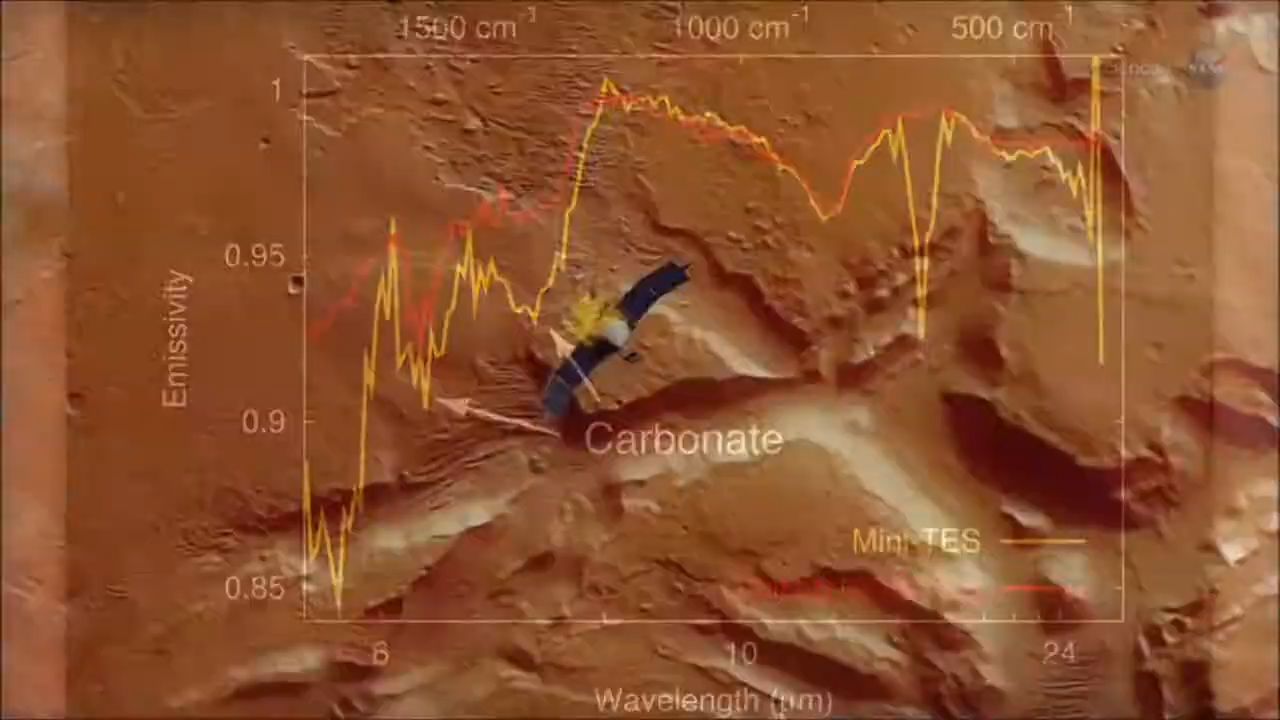 1500 cm⁻¹ 1000 cm⁻¹ 500 cm⁻¹
1
0.95
0.9
0.85
Emissivity
Carbonate
Mini-TES
10 24
Wavelength (μm)